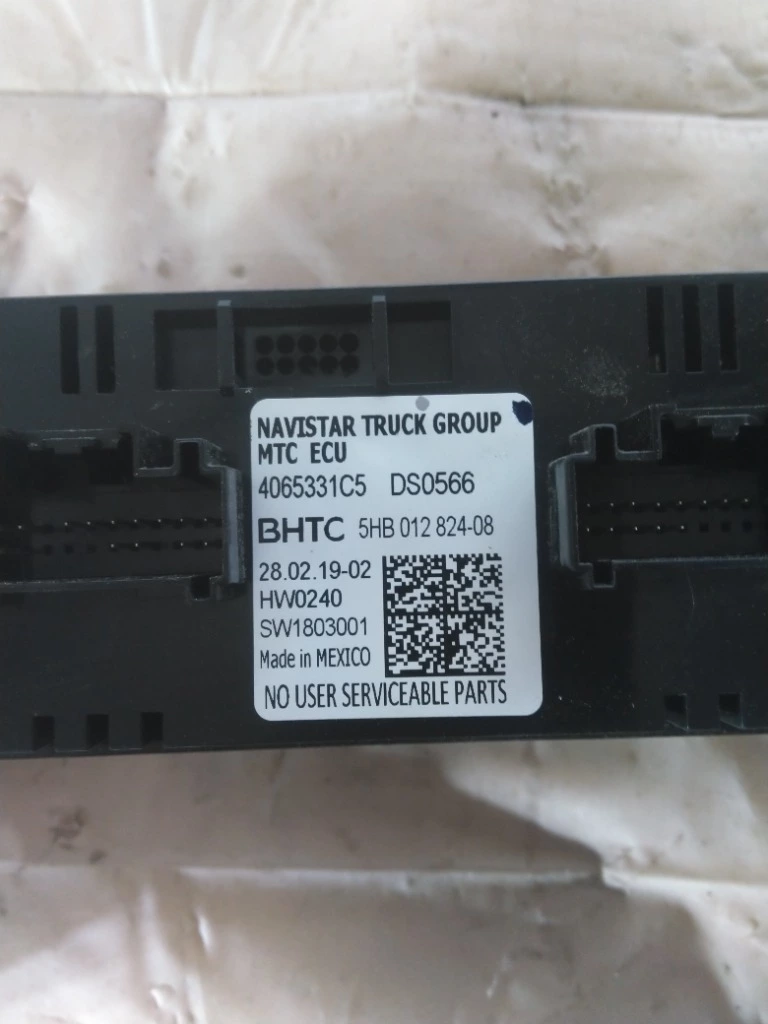 NAVISTAR TRUCK GROUP
MTC ECU
4065331C5 DS0566
BHTC 5HB 012 824-08
28.02.19-02
HW0240
SW1803001
Made in MEXICO
NO USER SERVICEABLE PARTS